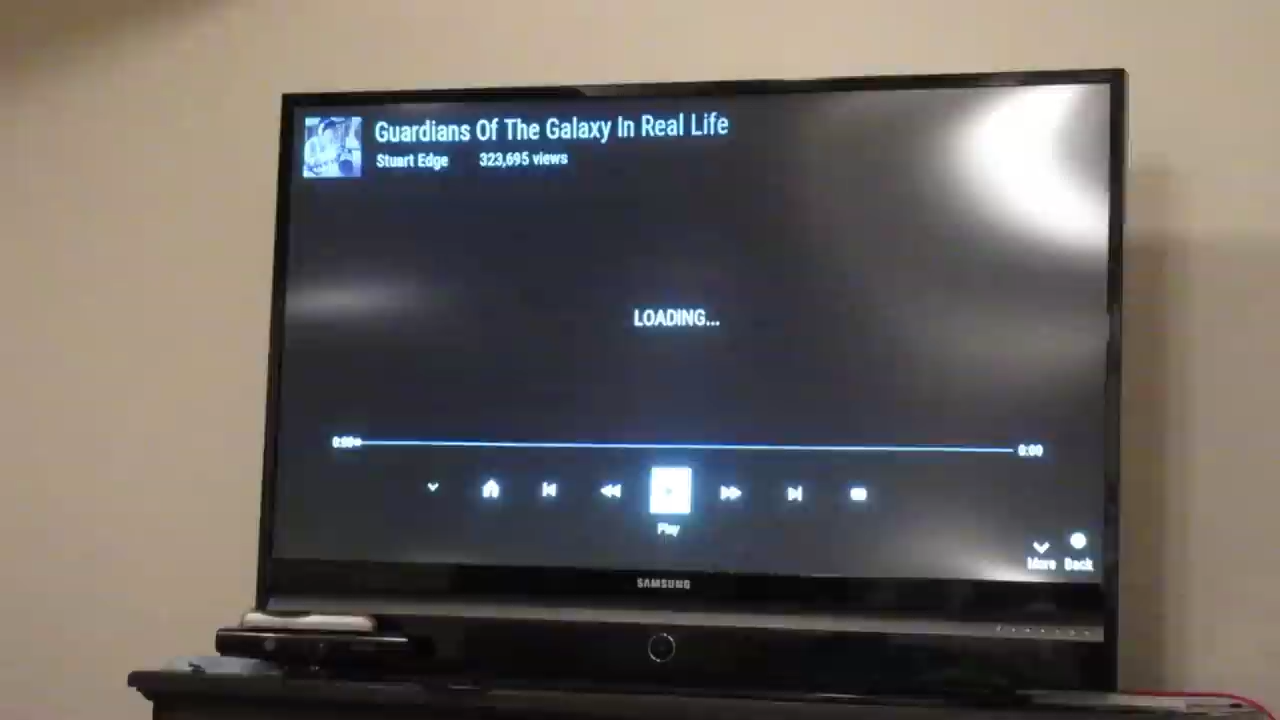 Guardians Of The Galaxy In Real Life
Stuart Edge 323,695 views
LOADING...
0:00
0:00
Play
More Back
SAMSUNG